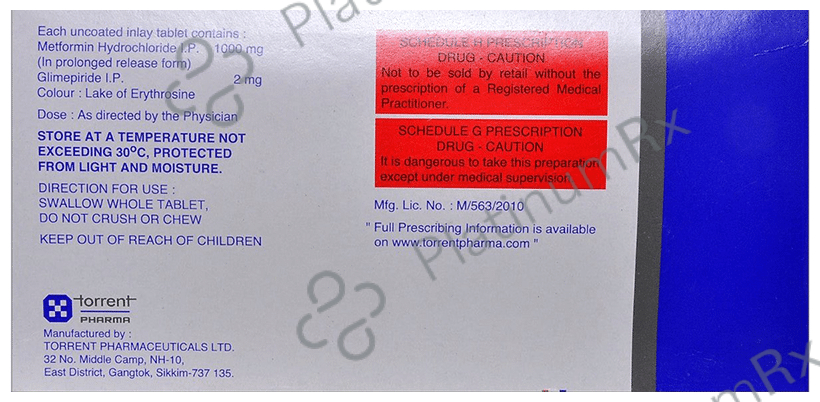 Each uncoated inlay tablet contains :
Metformin Hydrochloride I.P. 1000 mg
(In prolonged release form)
Glimepiride I.P. 2 mg
Colour : Lake of Erythrosine
Dose : As directed by the Physician
STORE AT A TEMPERATURE NOT
EXCEEDING 30ºC, PROTECTED
FROM LIGHT AND MOISTURE.
DIRECTION FOR USE :
SWALLOW WHOLE TABLET,
DO NOT CRUSH OR CHEW
KEEP OUT OF REACH OF CHILDREN
torrent
PHARMA
Manufactured by :
TORRENT PHARMACEUTICALS LTD.
32 No. Middle Camp, NH-10,
East District, Gangtok, Sikkim-737 135.
SCHEDULE H PRESCRIPTION
DRUG - CAUTION
Not to be sold by retail without the
prescription of a Registered Medical
Practitioner.
SCHEDULE G PRESCRIPTION
DRUG - CAUTION
It is dangerous to take this preparation
except under medical supervision.
Mfg. Lic. No. : M/563/2010
" Full Prescribing Information is available
on www.torrentpharma.com "
PlatinumRx
PlatinumRx
inumRx